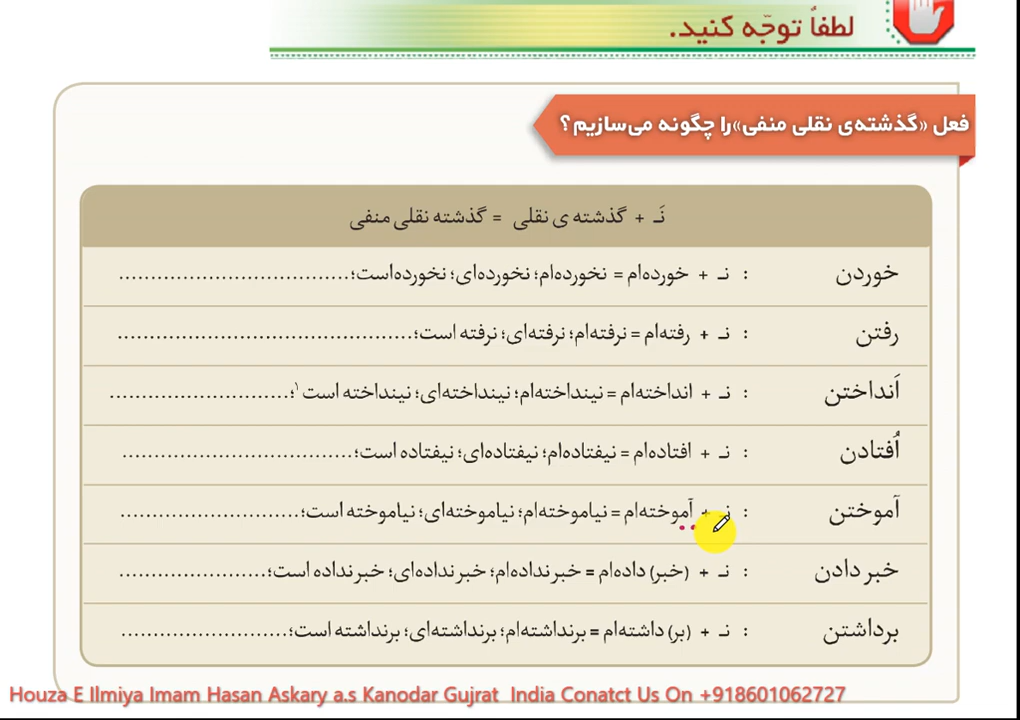 لطفاً توجّه کنید.
فعل «گذشته‌ی نقلی منفی» را چگونه می‌سازیم؟
نَـ + گذشته ی نقلی = گذشته نقلی منفی
خوردن : نـ + خورده‌ام = نخورده‌ام؛ نخورده‌ای؛ نخورده‌است؛ ....................................
رفتن : نـ + رفته‌ام = نرفته‌ام؛ نرفته‌ای؛ نرفته است؛ ..............................................
اَنداختن : نـ + انداخته‌ام = نینداخته‌ام؛ نینداخته‌ای؛ نینداخته است ۱؛ ............................
اُفتادن : نـ + افتاده‌ام = نیفتاده‌ام؛ نیفتاده‌ای؛ نیفتاده است؛ ....................................
آموختن : نـ + آموخته‌ام = نیاموخته‌ام؛ نیاموخته‌ای؛ نیاموخته است؛ ............................
خبر دادن : نـ + (خبر) داده‌ام = خبر نداده‌ام؛ خبر نداده‌ای؛ خبر نداده است؛ .......................
برداشتن : نـ + (بر) داشته‌ام = برنداشته‌ام؛ برنداشته‌ای؛ برنداشته است؛ ..........................
Houza E Ilmiya Imam Hasan Askary a.s Kanodar Gujrat India Conatct Us On +918601062727